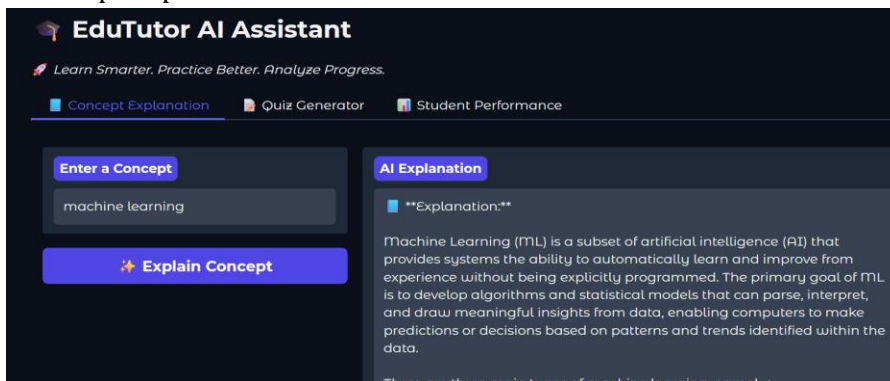 EduTutor AI Assistant
Learn Smarter. Practice Better. Analyze Progress.
Concept Explanation Quiz Generator Student Performance
Enter a Concept
machine learning
Explain Concept
AI Explanation
**Explanation:**
Machine Learning (ML) is a subset of artificial intelligence (AI) that
provides systems the ability to automatically learn and improve from
experience without being explicitly programmed. The primary goal of ML
is to develop algorithms and statistical models that can parse, interpret,
and draw meaningful insights from data, enabling computers to make
predictions or decisions based on patterns and trends identified within the
data.